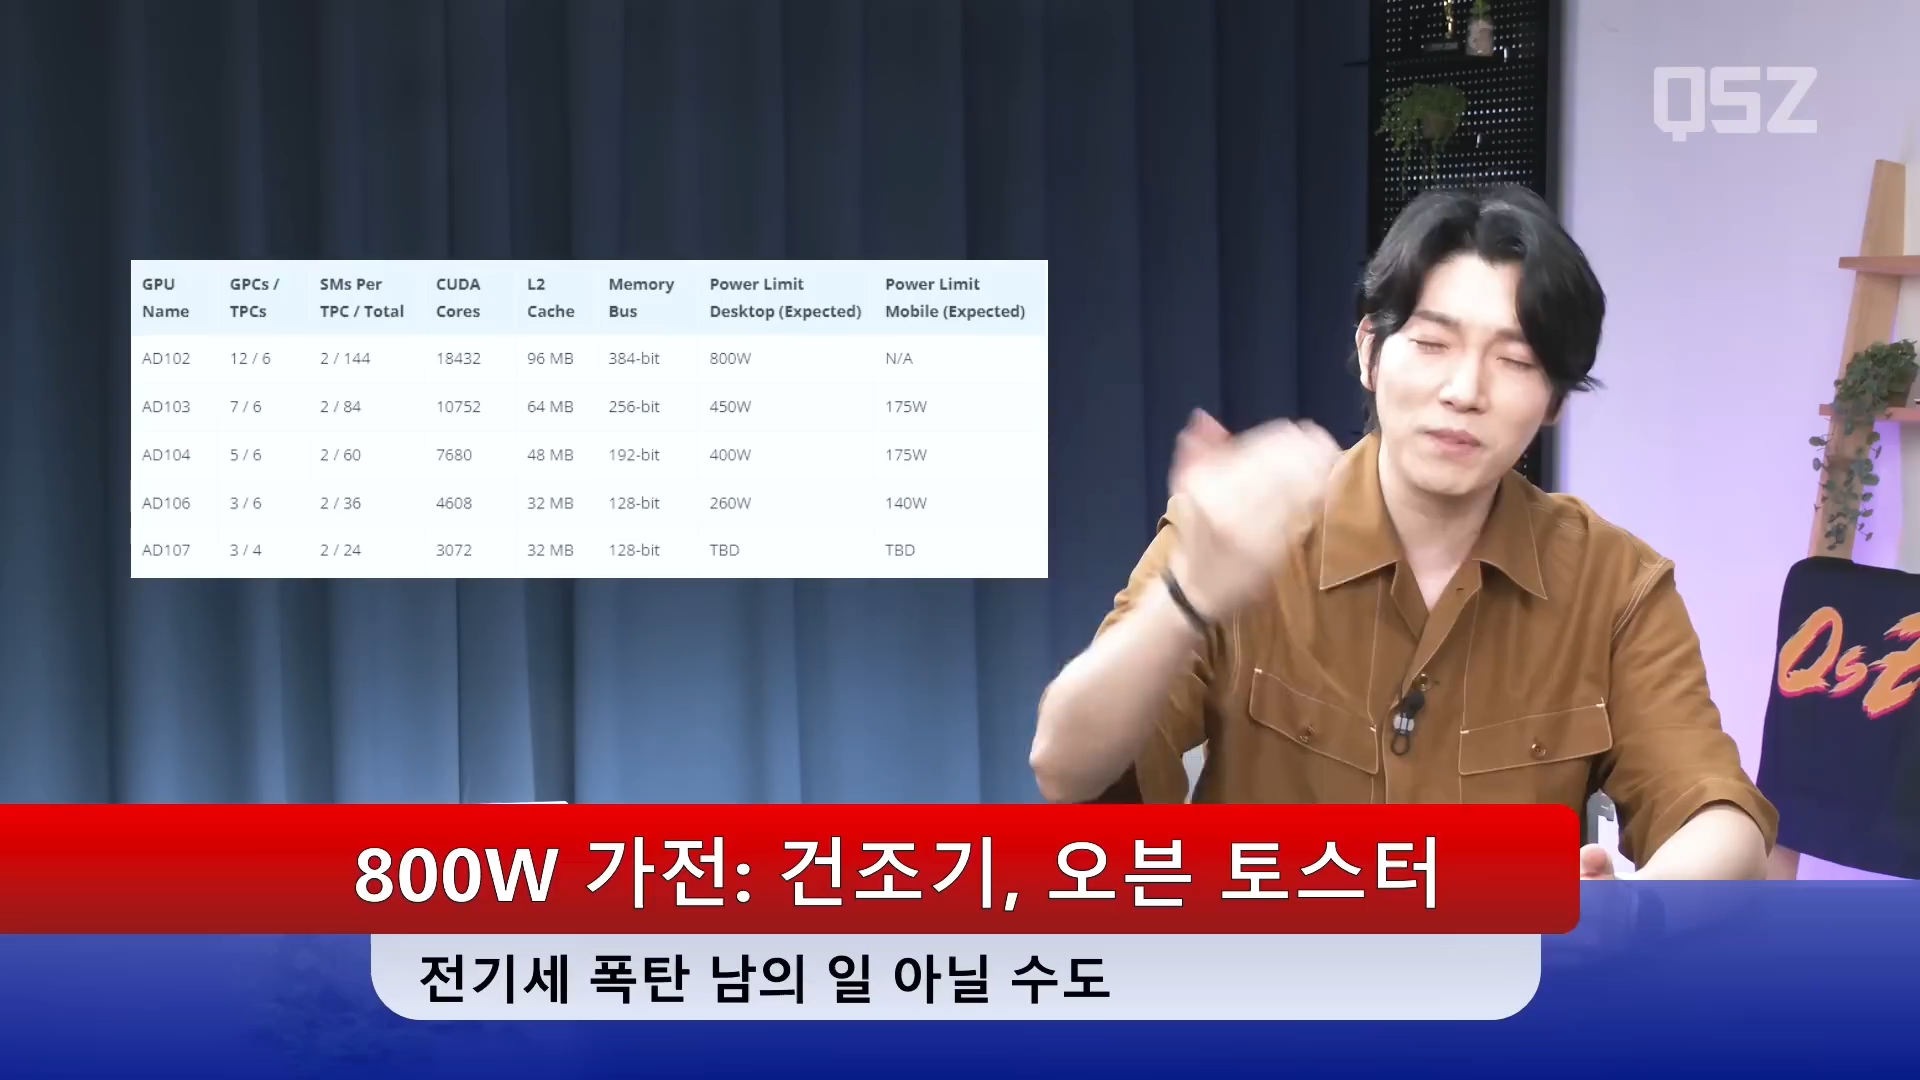 QSZ
GPU Name GPCs / TPCs SMs Per TPC / Total CUDA Cores L2 Cache Memory Bus Power Limit Desktop (Expected) Power Limit Mobile (Expected)
AD102 12 / 6 2 / 144 18432 96 MB 384-bit 800W N/A
AD103 7 / 6 2 / 84 10752 64 MB 256-bit 450W 175W
AD104 5 / 6 2 / 60 7680 48 MB 192-bit 400W 175W
AD106 3 / 6 2 / 36 4608 32 MB 128-bit 260W 140W
AD107 3 / 4 2 / 24 3072 32 MB 128-bit TBD TBD
QsZ
800W 가전: 건조기, 오븐 토스터
전기세 폭탄 남의 일 아닐 수도